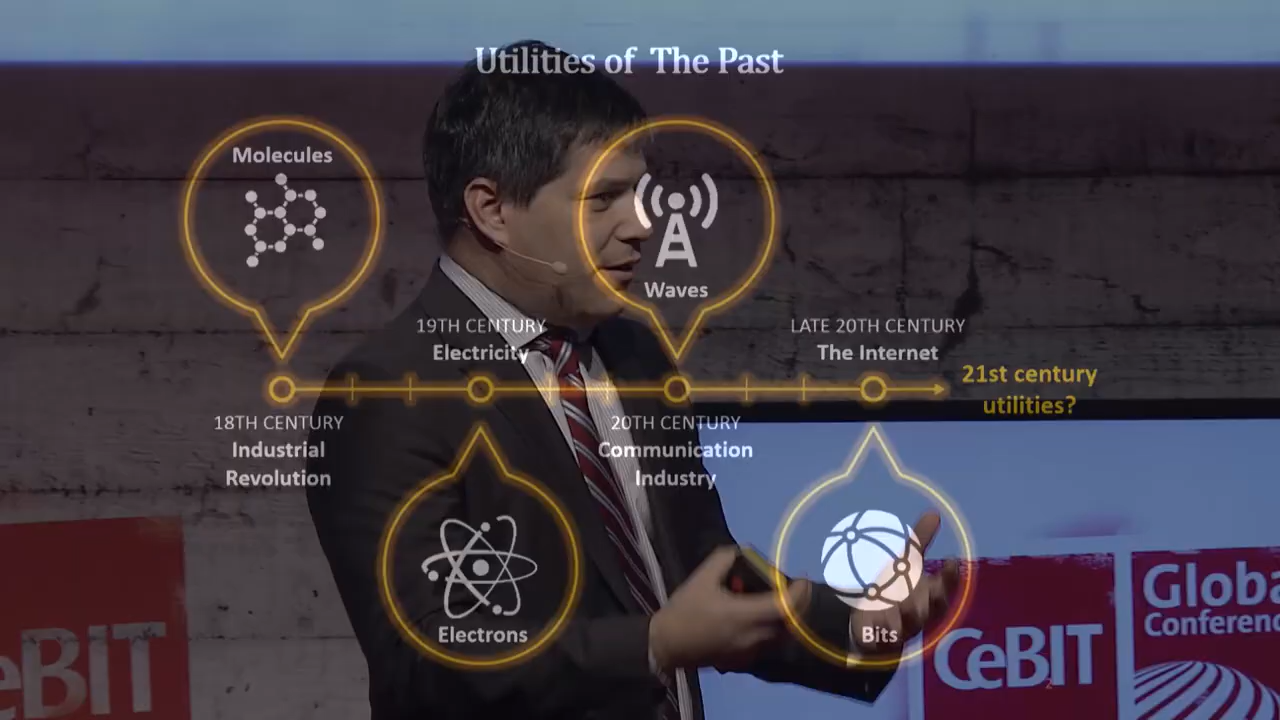 Utilities of The Past
Molecules
Waves
19TH CENTURY
Electricity
LATE 20TH CENTURY
The Internet
21st century
utilities?
18TH CENTURY
Industrial
Revolution
20TH CENTURY
Communication
Industry
Electrons
Bits
eBIT
CeBIT
Globa
Conferenc
2